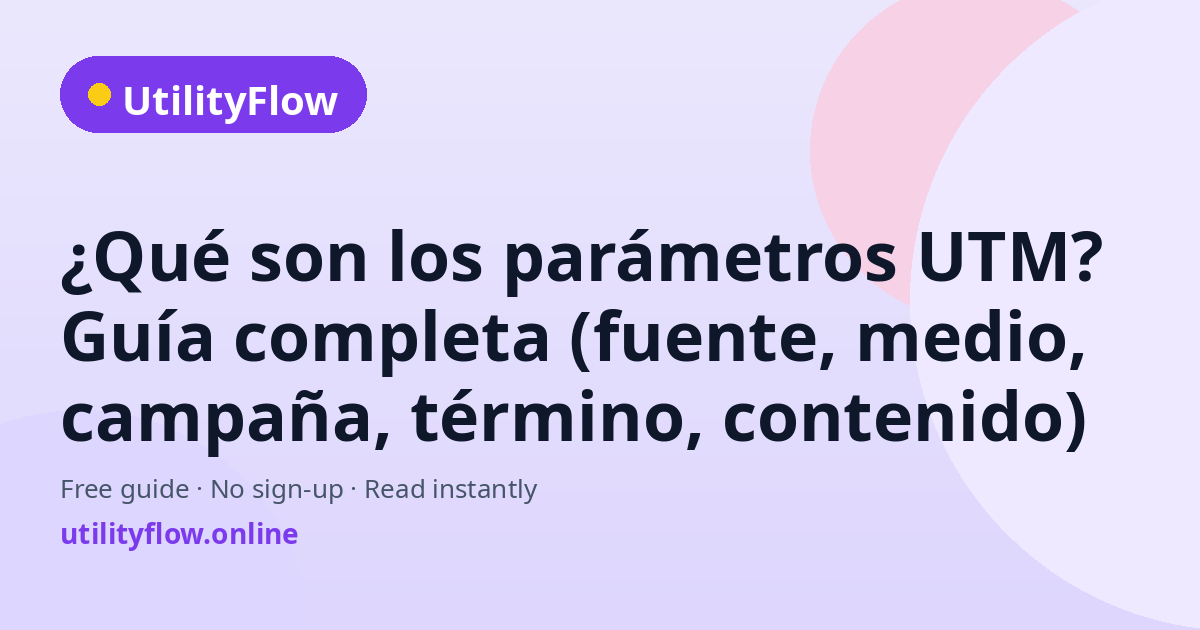 UtilityFlow
¿Qué son los parámetros UTM?
Guía completa (fuente, medio,
campaña, término, contenido)
Free guide · No sign-up · Read instantly
utilityflow.online